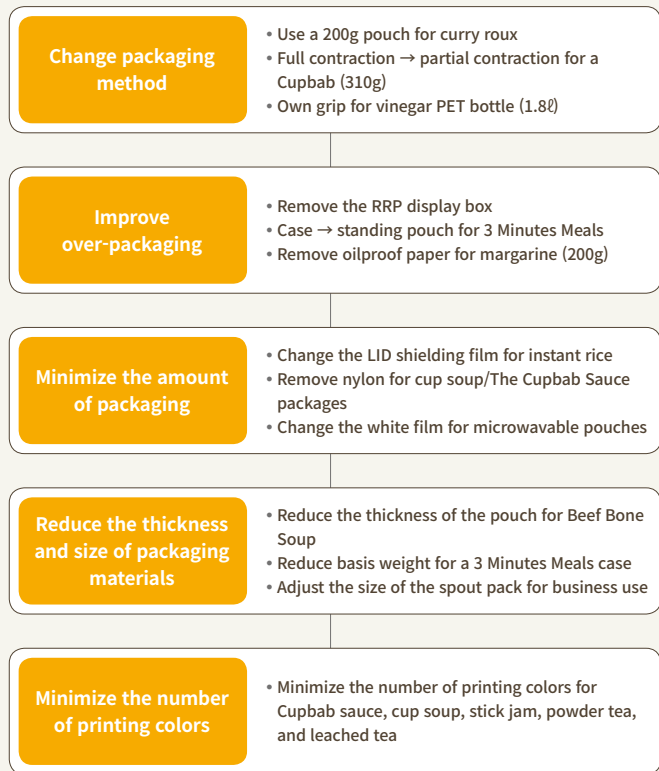 Change packaging
method
• Use a 200g pouch for curry roux
• Full contraction → partial contraction for a
Cupbab (310g)
• Own grip for vinegar PET bottle (1.8ℓ)
Improve
over-packaging
• Remove the RRP display box
• Case → standing pouch for 3 Minutes Meals
• Remove oilproof paper for margarine (200g)
Minimize the amount
of packaging
• Change the LID shielding film for instant rice
• Remove nylon for cup soup/The Cupbab Sauce
packages
• Change the white film for microwavable pouches
Reduce the thickness
and size of packaging
materials
• Reduce the thickness of the pouch for Beef Bone
Soup
• Reduce basis weight for a 3 Minutes Meals case
• Adjust the size of the spout pack for business use
Minimize the number
of printing colors
• Minimize the number of printing colors for
Cupbab sauce, cup soup, stick jam, powder tea,
and leached tea